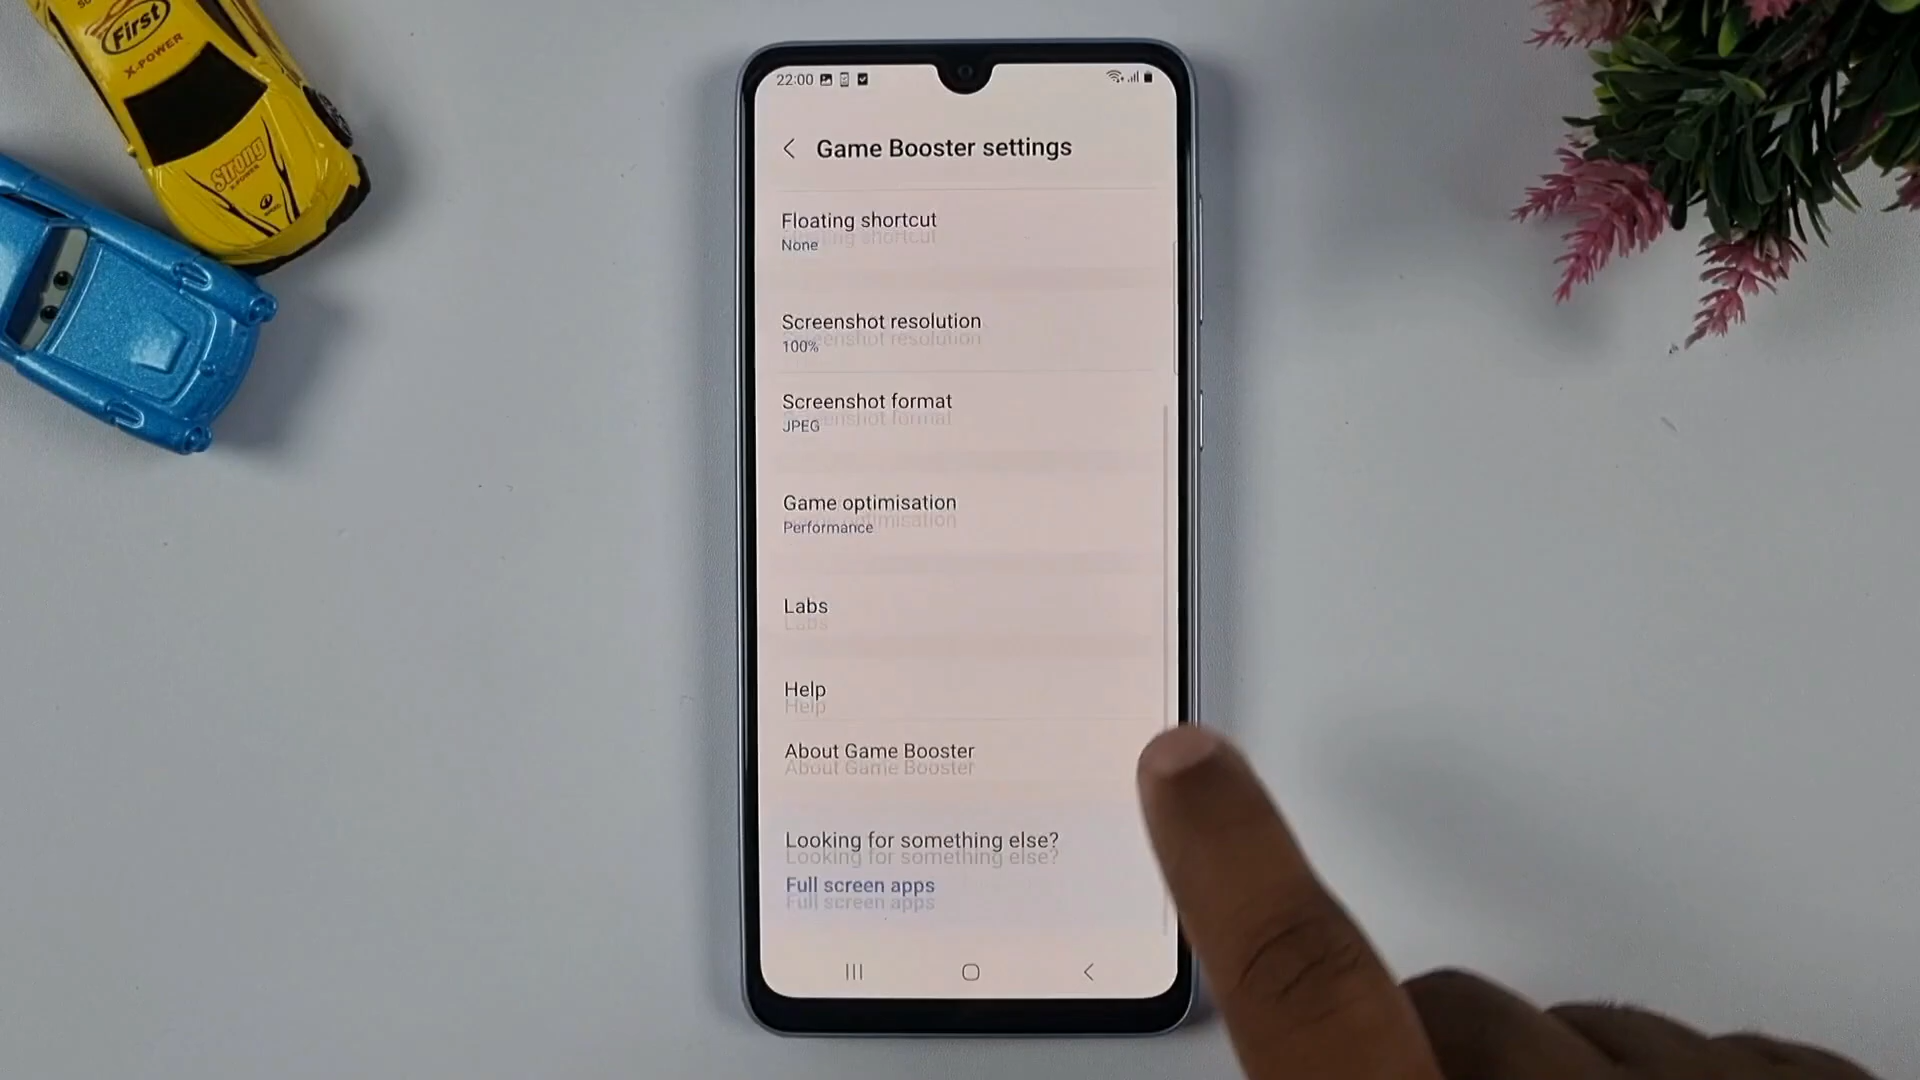 First
X-POWER
Strong
X-POWER
22:00
Game Booster settings
Floating shortcut
None
Screenshot resolution
100%
Screenshot format
JPEG
Game optimisation
Performance
Labs
Help
About Game Booster
Looking for something else?
Full screen apps